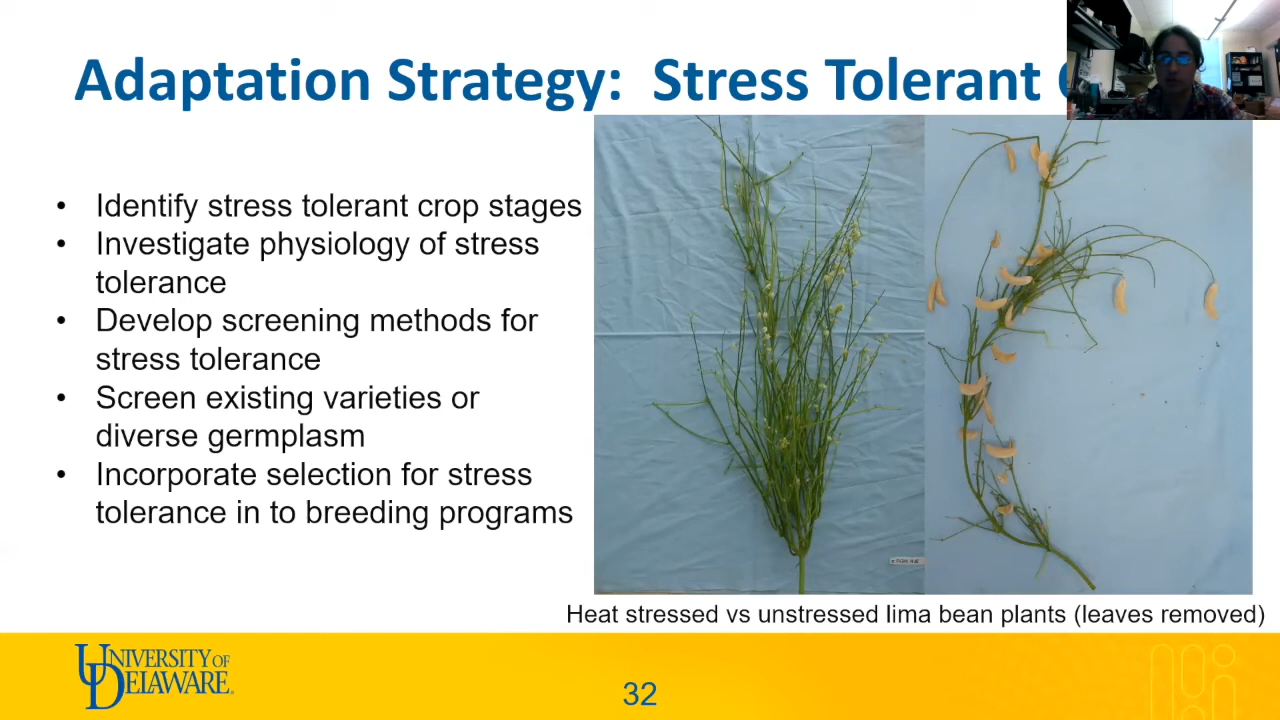 Adaptation Strategy: Stress Tolerant
• Identify stress tolerant crop stages
• Investigate physiology of stress
tolerance
• Develop screening methods for
stress tolerance
• Screen existing varieties or
diverse germplasm
• Incorporate selection for stress
tolerance in to breeding programs
Heat stressed vs unstressed lima bean plants (leaves removed)
UNIVERSITY OF
DELAWARE
32